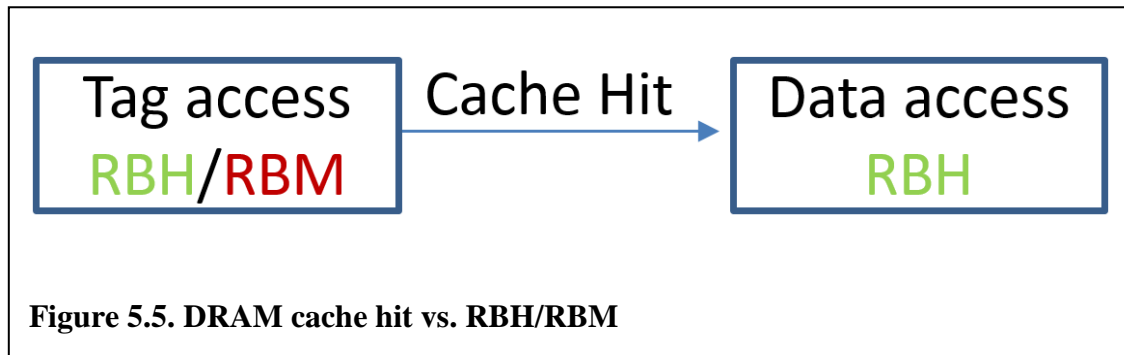 Tag access
RBH/RBM
Cache Hit
Data access
RBH
Figure 5.5. DRAM cache hit vs. RBH/RBM